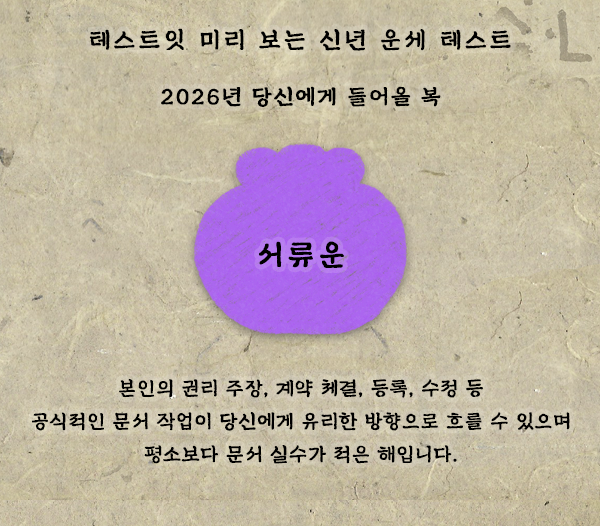 테스트잇 미리 보는 신년 운세 테스트
2026년 당신에게 들어올 복
서류운
본인의 권리 주장, 계약 체결, 등록, 수정 등
공식적인 문서 작업이 당신에게 유리한 방향으로 흐를 수 있으며
평소보다 문서 실수가 적은 해입니다.